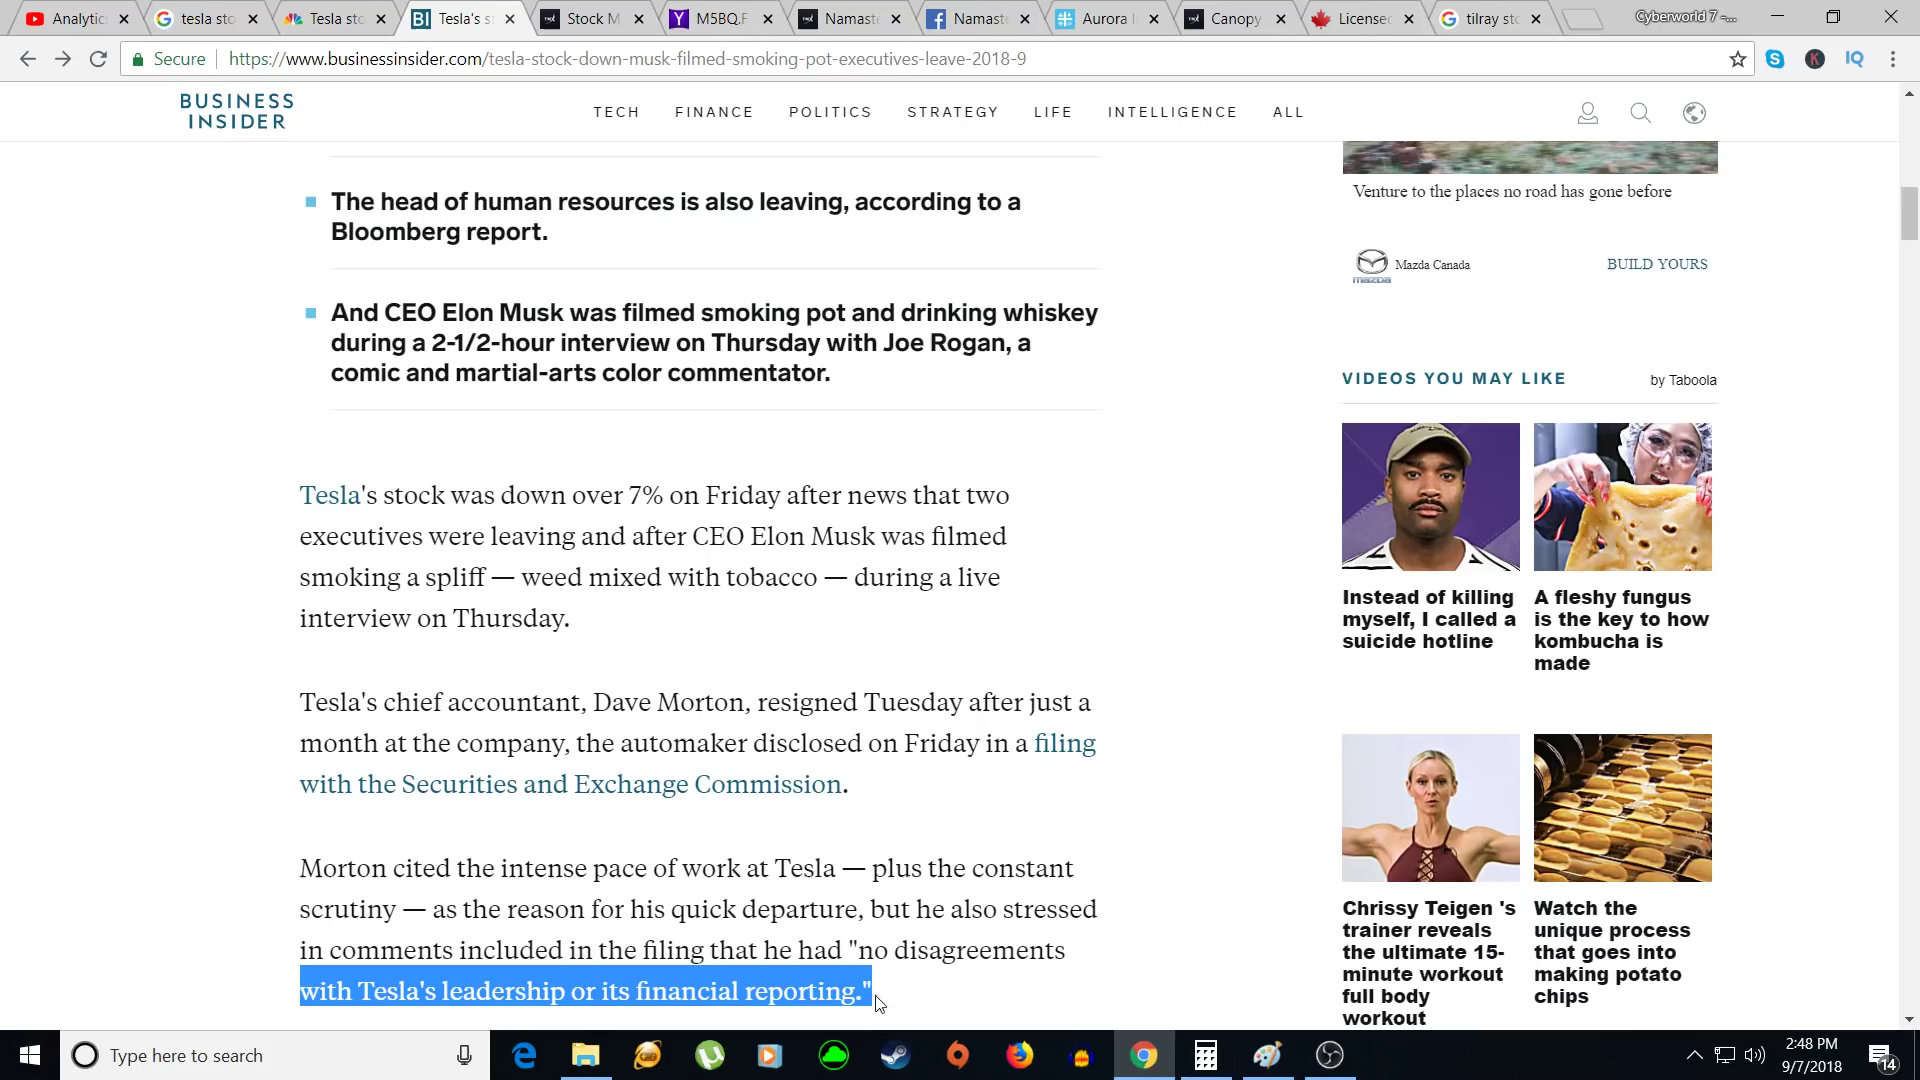 Analytic
tesla sto
Tesla sto
BI
Tesla's s
Stock M
M5BQ.F
Namast
Namast
Aurora I
Canopy
License
tilray sto
Cyberworld 7 -...
Secure
https://www.businessinsider.com/tesla-stock-down-musk-filmed-smoking-pot-executives-leave-2018-9
S
K
IQ
BUSINESS
INSIDER
TECH
FINANCE
POLITICS
STRATEGY
LIFE
INTELLIGENCE
ALL
The head of human resources is also leaving, according to a
Bloomberg report.
And CEO Elon Musk was filmed smoking pot and drinking whiskey
during a 2-1/2-hour interview on Thursday with Joe Rogan, a
comic and martial-arts color commentator.
Tesla's stock was down over 7% on Friday after news that two
executives were leaving and after CEO Elon Musk was filmed
smoking a spliff — weed mixed with tobacco — during a live
interview on Thursday.
Tesla's chief accountant, Dave Morton, resigned Tuesday after just a
month at the company, the automaker disclosed on Friday in a filing
with the Securities and Exchange Commission.
Morton cited the intense pace of work at Tesla — plus the constant
scrutiny — as the reason for his quick departure, but he also stressed
in comments included in the filing that he had "no disagreements
with Tesla's leadership or its financial reporting."
Venture to the places no road has gone before
mazda
Mazda Canada
BUILD YOURS
VIDEOS YOU MAY LIKE
by Taboola
Instead of killing
myself, I called a
suicide hotline
A fleshy fungus
is the key to how
kombucha is
made
Chrissy Teigen 's
trainer reveals
the ultimate 15-
minute workout
full body
workout
Watch the
unique process
that goes into
making potato
chips
Type here to search
2:48 PM
9/7/2018
14